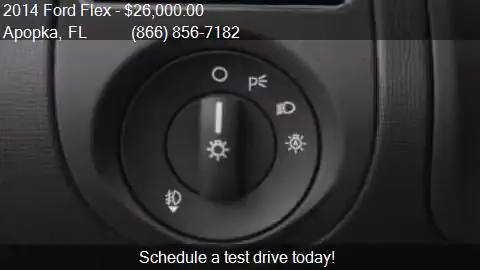 2014 Ford Flex - $26,000.00
Apopka, FL (866) 856-7182
Schedule a test drive today!